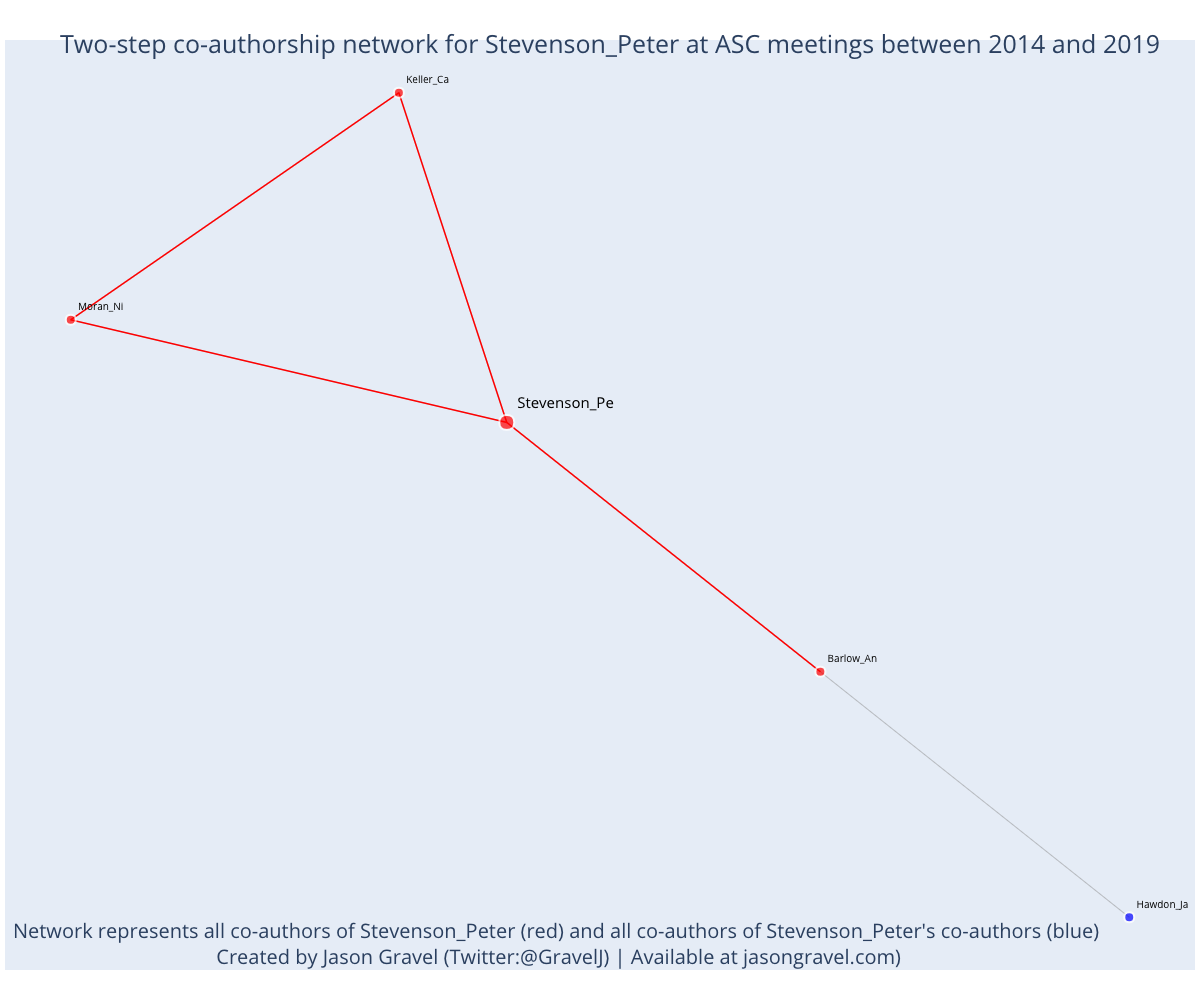 Two-step co-authorship network for Stevenson_Peter at ASC meetings between 2014 and 2019
Keller_Ca
Moran_Ni
Stevenson_Pe
Barlow_An
Hawdon_Ja
Network represents all co-authors of Stevenson_Peter (red) and all co-authors of Stevenson_Peter's co-authors (blue)
Created by Jason Gravel (Twitter:@GravelJ) | Available at jasongravel.com)